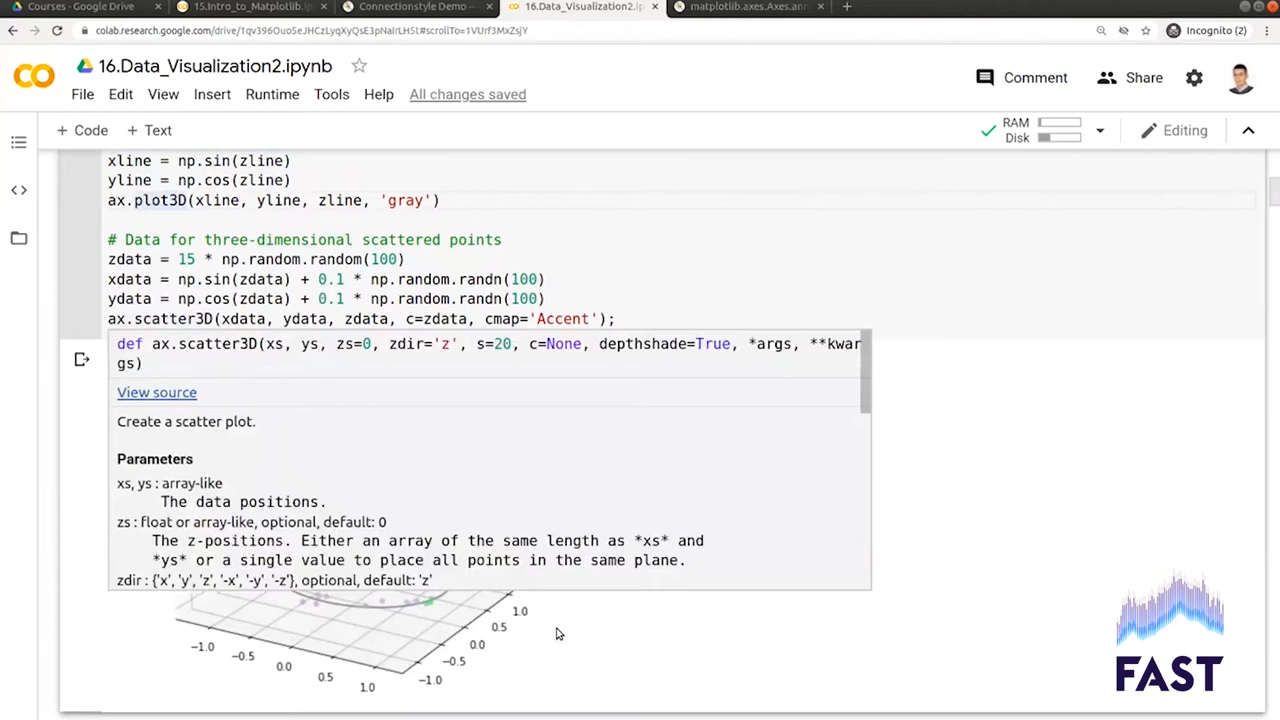 Courses - Google Drive
15.Intro_to_Matplotlib.ip
Connectionstyle Demo —
16.Data_Visualization2.ip
matplotlib.axes.Axes.ann
colab.research.google.com/drive/1qv396Ouo5eJHCzLyqXyQsE3pNaIrLH5t#scrollTo=1VUrf3MxZsjY
Incognito (2)
CO
16.Data_Visualization2.ipynb
Comment
Share
File Edit View Insert Runtime Tools Help All changes saved
+ Code + Text
RAM
Disk
Editing
xline = np.sin(zline)
yline = np.cos(zline)
ax.plot3D(xline, yline, zline, 'gray')
# Data for three-dimensional scattered points
zdata = 15 * np.random.random(100)
xdata = np.sin(zdata) + 0.1 * np.random.randn(100)
ydata = np.cos(zdata) + 0.1 * np.random.randn(100)
ax.scatter3D(xdata, ydata, zdata, c=zdata, cmap='Accent');
def ax.scatter3D(xs, ys, zs=0, zdir='z', s=20, c=None, depthshade=True, *args, **kwar
gs)
View source
Create a scatter plot.
Parameters
xs, ys : array-like
The data positions.
zs : float or array-like, optional, default: 0
The z-positions. Either an array of the same length as *xs* and
*ys* or a single value to place all points in the same plane.
zdir : {'x', 'y', 'z', '-x', '-y', '-z'}, optional, default: 'z'
1.0
0.5
0.0
−0.5
−1.0
−1.0
−0.5
0.0
0.5
1.0
FAST